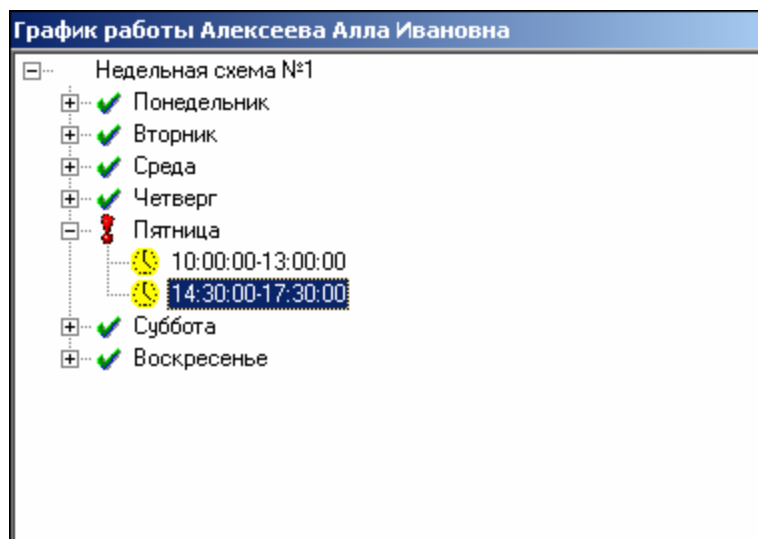 График работы Алексеева Алла Ивановна
Недельная схема №1
Понедельник
Вторник
Среда
Четверг
Пятница
10:00:00-13:00:00
14:30:00-17:30:00
Суббота
Воскресенье